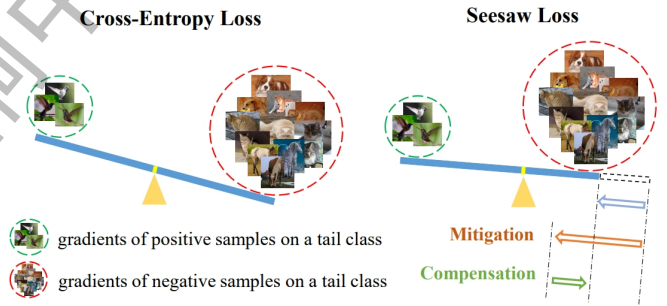 Cross-Entropy Loss
Seesaw Loss
gradients of positive samples on a tail class
gradients of negative samples on a tail class
Mitigation
Compensation